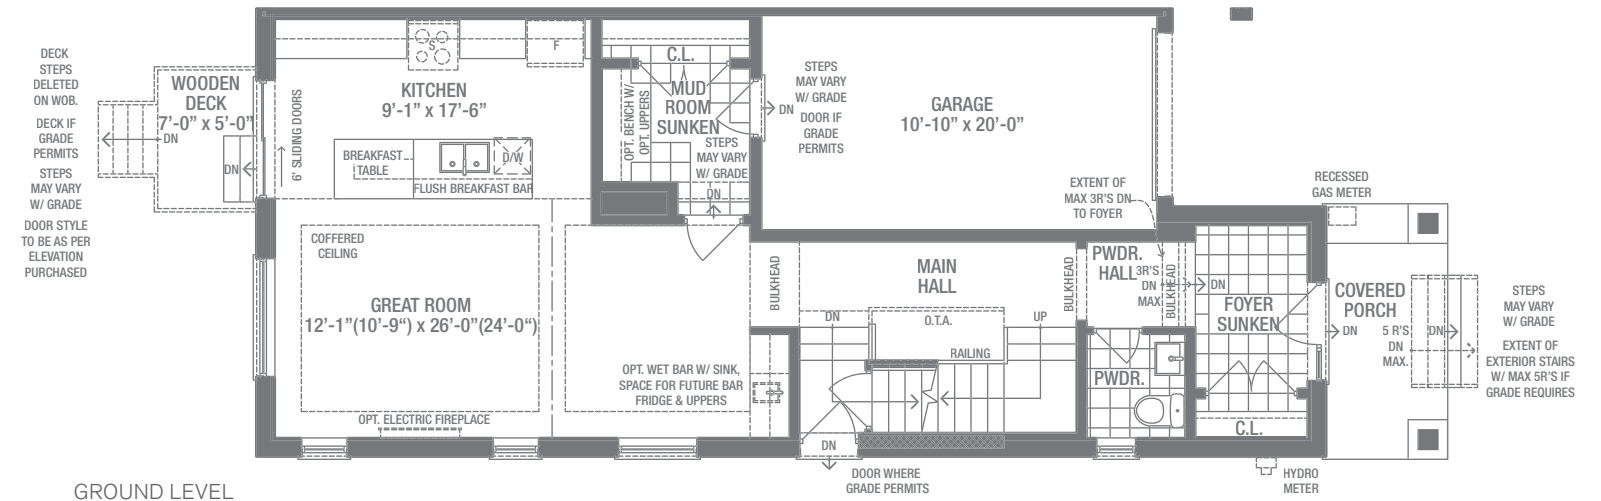 DECK
STEPS
DELETED
ON WOB.
DECK IF
GRADE
PERMITS
STEPS
MAY VARY
W/ GRADE
DOOR STYLE
TO BE AS PER
ELEVATION
PURCHASED
WOODEN
DECK
7’-0” x 5’-0”
DN
DN
6’ SLIDING DOORS
KITCHEN
9’-1” x 17’-6”
S
F
BREAKFAST
TABLE
D/W
FLUSH BREAKFAST BAR
COFFERED
CEILING
GREAT ROOM
12’-1”(10’-9“) x 26’-0”(24’-0“)
OPT. ELECTRIC FIREPLACE
OPT. WET BAR W/ SINK,
SPACE FOR FUTURE BAR
FRIDGE & UPPERS
C.L.
MUD
ROOM
SUNKEN
OPT. BENCH W/
OPT. UPPERS
STEPS
MAY VARY
W/ GRADE
DN
DN
STEPS
MAY VARY
W/ GRADE
DOOR IF
GRADE
PERMITS
GARAGE
10’-10” x 20’-0”
EXTENT OF
MAX 3R’S DN
TO FOYER
BULKHEAD
MAIN
HALL
BULKHEAD
DN
O.T.A.
UP
RAILING
DN
DOOR WHERE
GRADE PERMITS
PWDR.
HALL
3R’S
DN
MAX
BULKHEAD
DN
PWDR.
FOYER
SUNKEN
C.L.
RECESSED
GAS METER
COVERED
PORCH
DN
5 R’S
DN
MAX.
DN
STEPS
MAY VARY
W/ GRADE
EXTENT OF
EXTERIOR STAIRS
W/ MAX 5R’S IF
GRADE REQUIRES
HYDRO
METER
GROUND LEVEL